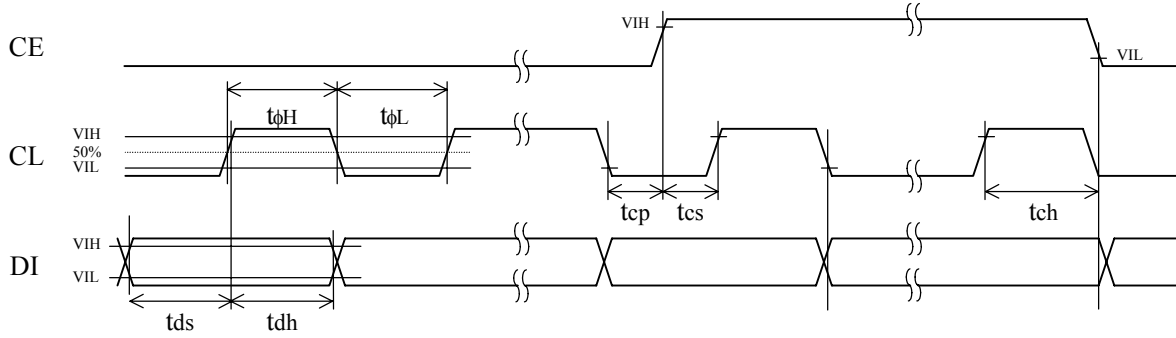 CE
VIH
VIL
tϕH
tϕL
CL
VIH
50%
VIL
tcp
tcs
tch
DI
VIH
VIL
tds
tdh